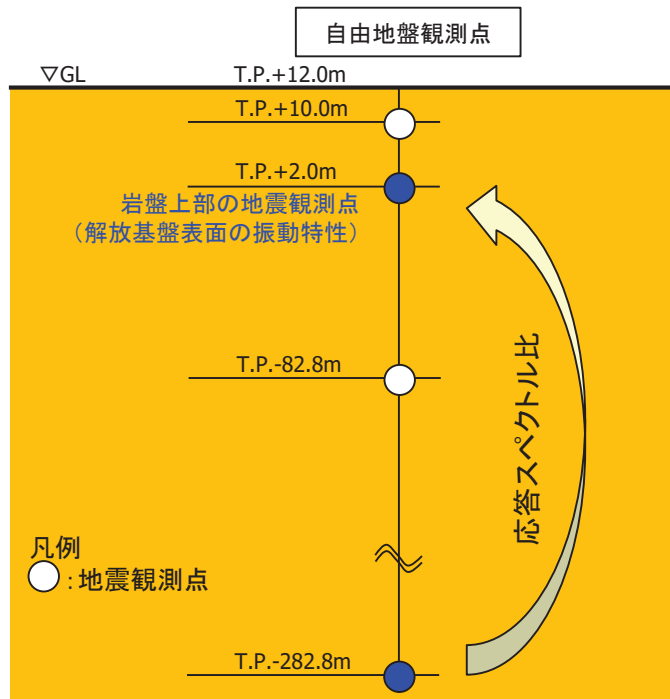 自由地盤観測点
▽GL
T.P.+12.0m
T.P.+10.0m
T.P.+2.0m
岩盤上部の地震観測点
（解放基盤表面の振動特性）
T.P.-82.8m
応答スペクトル比
凡例
○：地震観測点
T.P.-282.8m